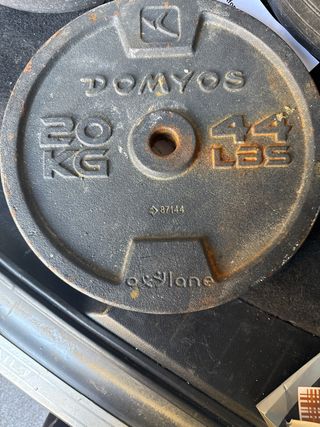 DOMYOS
20 44
KG LBS
87144
oxylane